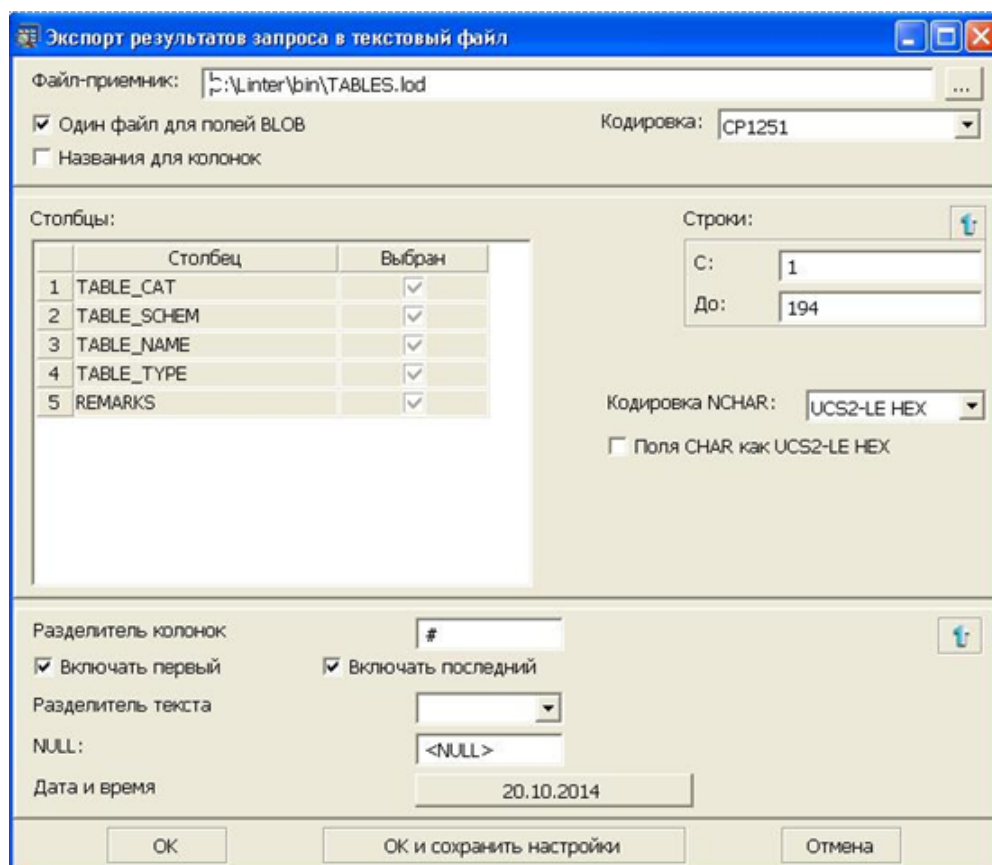 Экспорт результатов запроса в текстовый файл
Файл-приемник: C:\Linter\bin\TABLES.lod ...
Один файл для полей BLOB
Кодировка: CP1251
Названия для колонок
Столбцы:
Столбец Выбран
1 TABLE_CAT
2 TABLE_SCHEM
3 TABLE_NAME
4 TABLE_TYPE
5 REMARKS
Строки:
С: 1
До: 194
Кодировка NCHAR: UCS2-LE HEX
Поля CHAR как UCS2-LE HEX
Разделитель колонок #
Включать первый Включать последний
Разделитель текста
NULL: <NULL>
Дата и время 20.10.2014
OK ОК и сохранить настройки Отмена